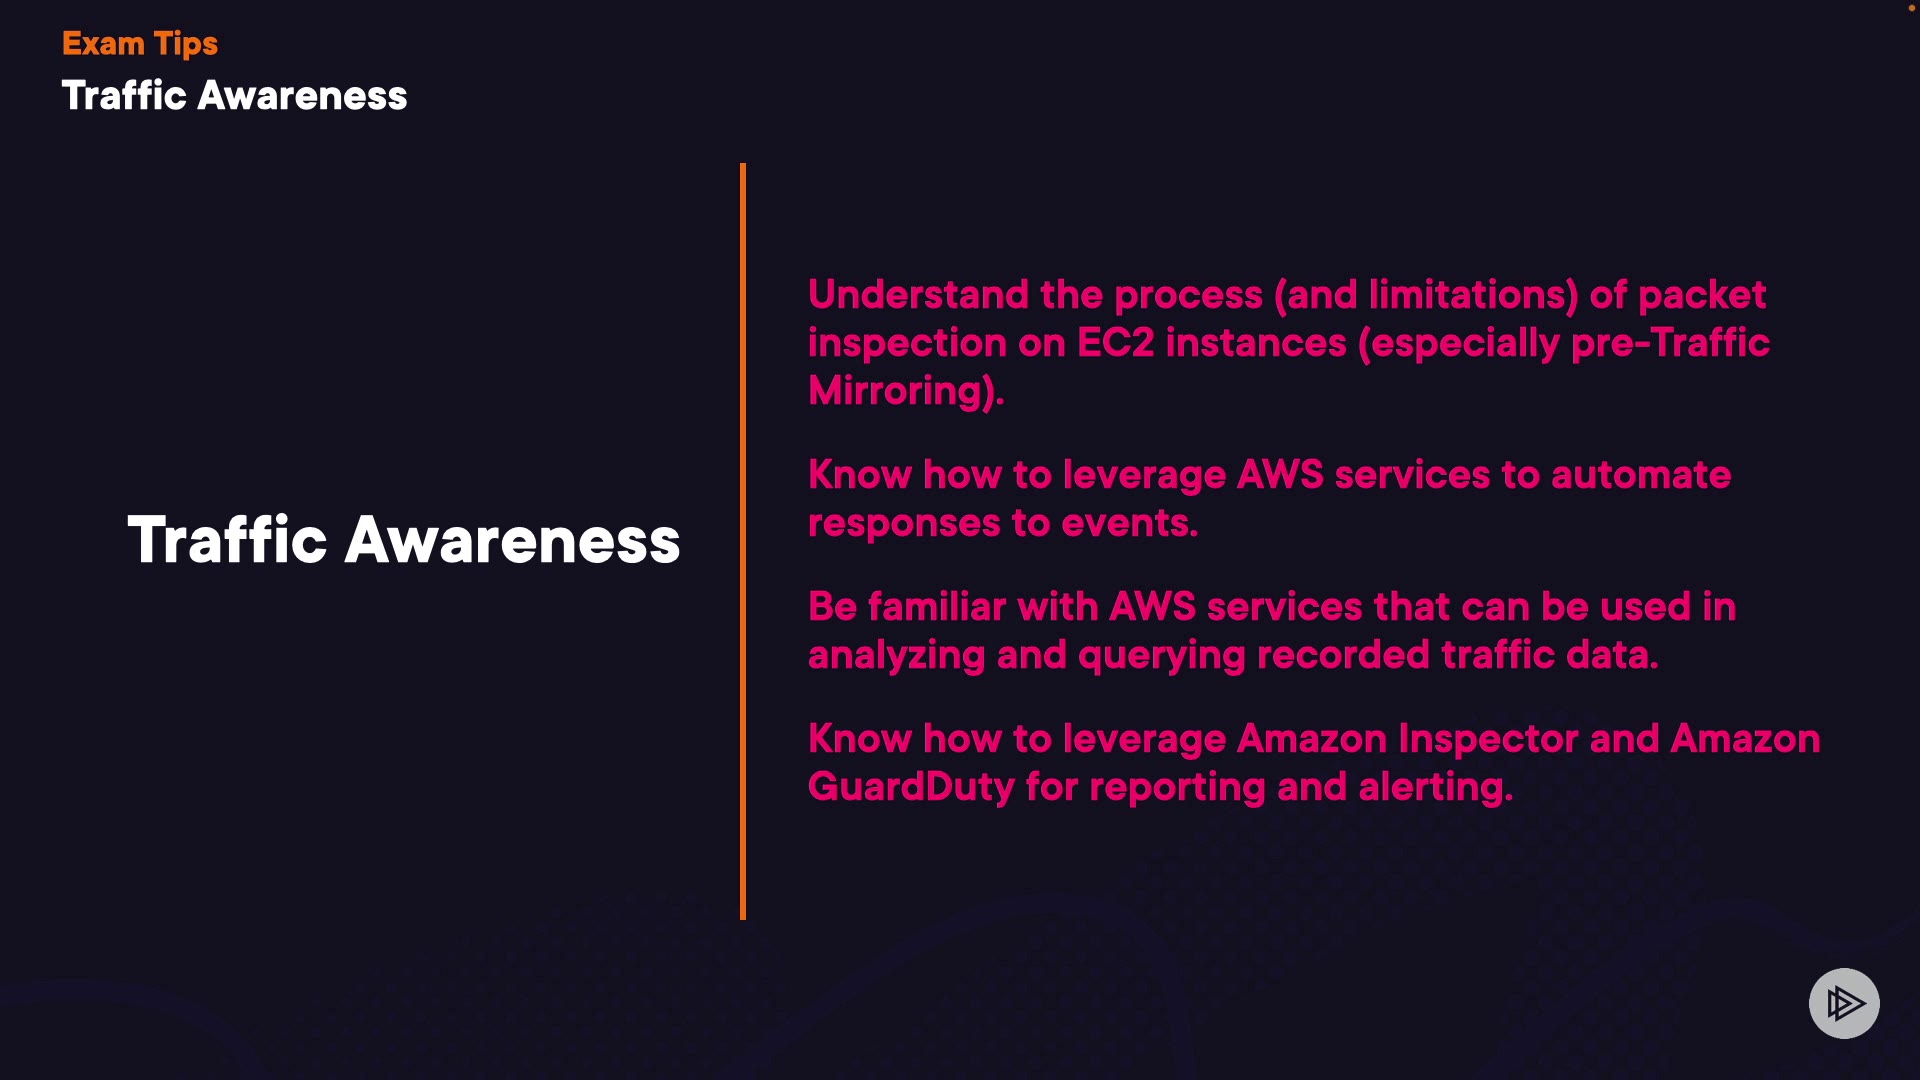 Exam Tips
Traffic Awareness
Traffic Awareness
Understand the process (and limitations) of packet
inspection on EC2 instances (especially pre-Traffic
Mirroring).
Know how to leverage AWS services to automate
responses to events.
Be familiar with AWS services that can be used in
analyzing and querying recorded traffic data.
Know how to leverage Amazon Inspector and Amazon
GuardDuty for reporting and alerting.